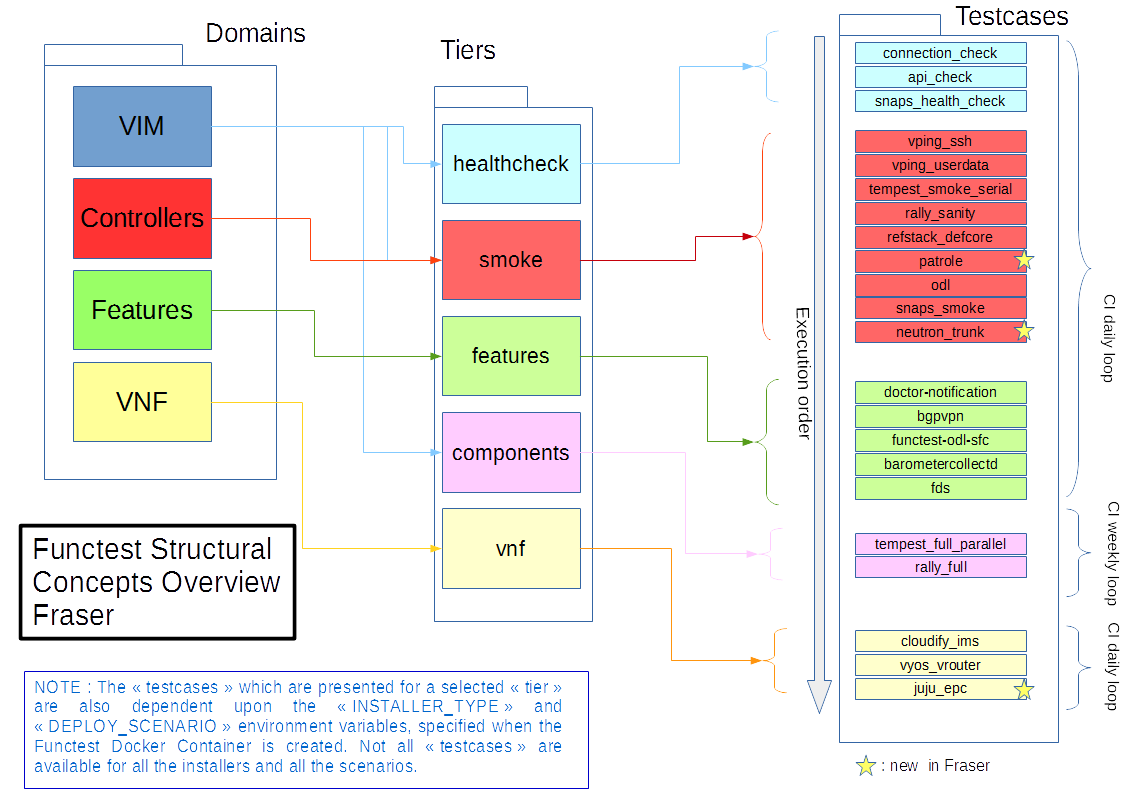 Domains
VIM
Controllers
Features
VNF
Tiers
healthcheck
smoke
features
components
vnf
Testcases
connection_check
api_check
snaps_health_check
vping_ssh
vping_userdata
tempest_smoke_serial
rally_sanity
refstack_defcore
patrole
odl
snaps_smoke
neutron_trunk
doctor-notification
bgpvpn
functest-odl-sfc
barometercollectd
fds
tempest_full_parallel
rally_full
cloudify_ims
vyos_vrouter
juju_epc
Execution order
CI daily loop
CI weekly loop
CI daily loop
Functest Structural
Concepts Overview
Fraser
NOTE : The « testcases » which are presented for a selected « tier »
are also dependent upon the « INSTALLER_TYPE » and
« DEPLOY_SCENARIO » environment variables, specified when the
Functest Docker Container is created. Not all « testcases » are
available for all the installers and all the scenarios.
: new in Fraser